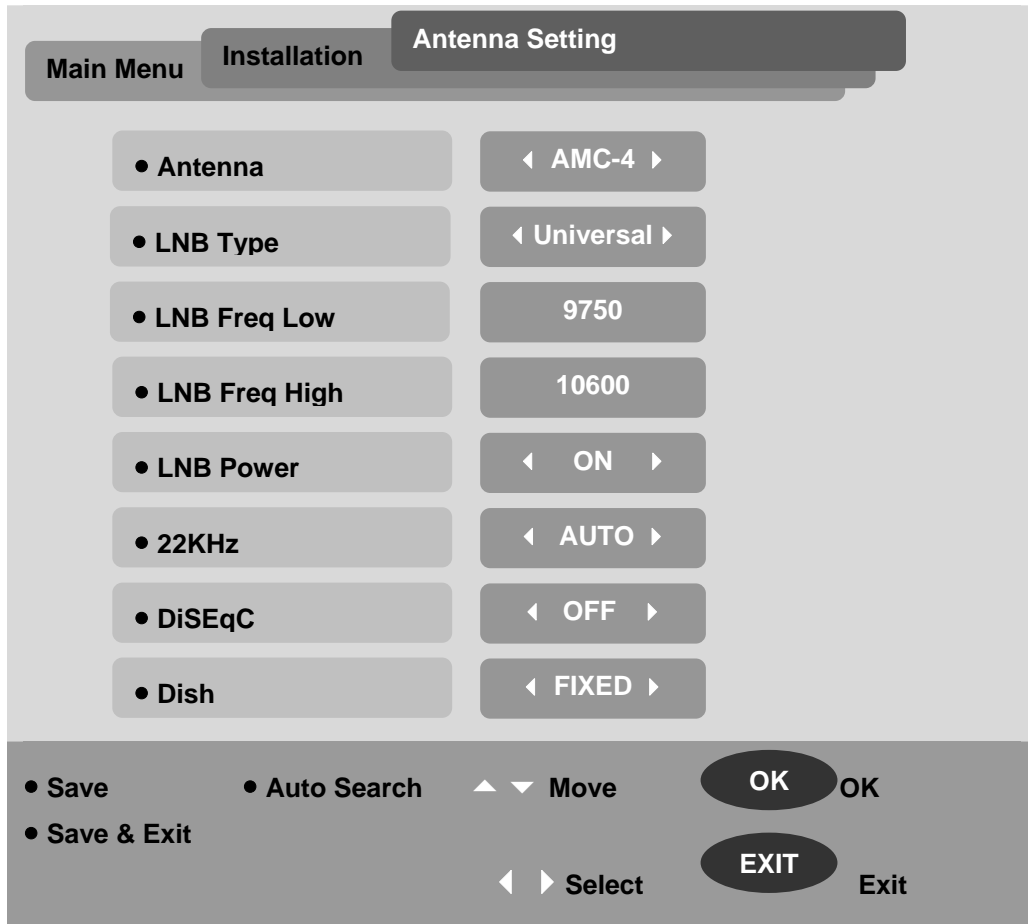 Main Menu Installation Antenna Setting
Antenna AMC-4
LNB Type Universal
LNB Freq Low 9750
LNB Freq High 10600
LNB Power ON
22KHz AUTO
DiSEqC OFF
Dish FIXED
Save Auto Search Move OK OK
Save & Exit
Select EXIT Exit